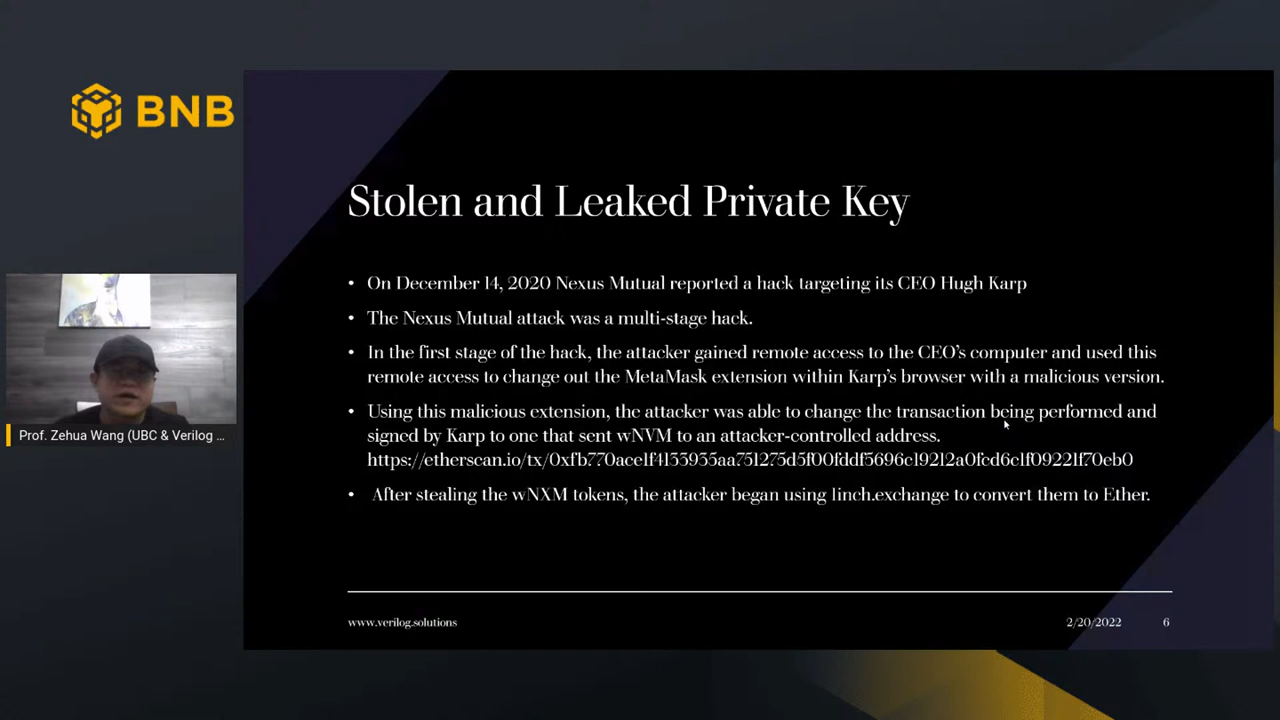 BNB
Stolen and Leaked Private Key
• On December 14, 2020 Nexus Mutual reported a hack targeting its CEO Hugh Karp
• The Nexus Mutual attack was a multi-stage hack.
• In the first stage of the hack, the attacker gained remote access to the CEO's computer and used this
remote access to change out the MetaMask extension within Karp's browser with a malicious version.
• Using this malicious extension, the attacker was able to change the transaction being performed and
signed by Karp to one that sent wNVM to an attacker-controlled address.
https://etherscan.io/tx/0xfb770ace1f4133935aa751275d5f00fddf5696c19212a0fcd6c1f09221f70eb0
• After stealing the wNXM tokens, the attacker began using 1inch.exchange to convert them to Ether.
Prof. Zehua Wang (UBC & Verilog ...
www.verilog.solutions
2/20/2022
6